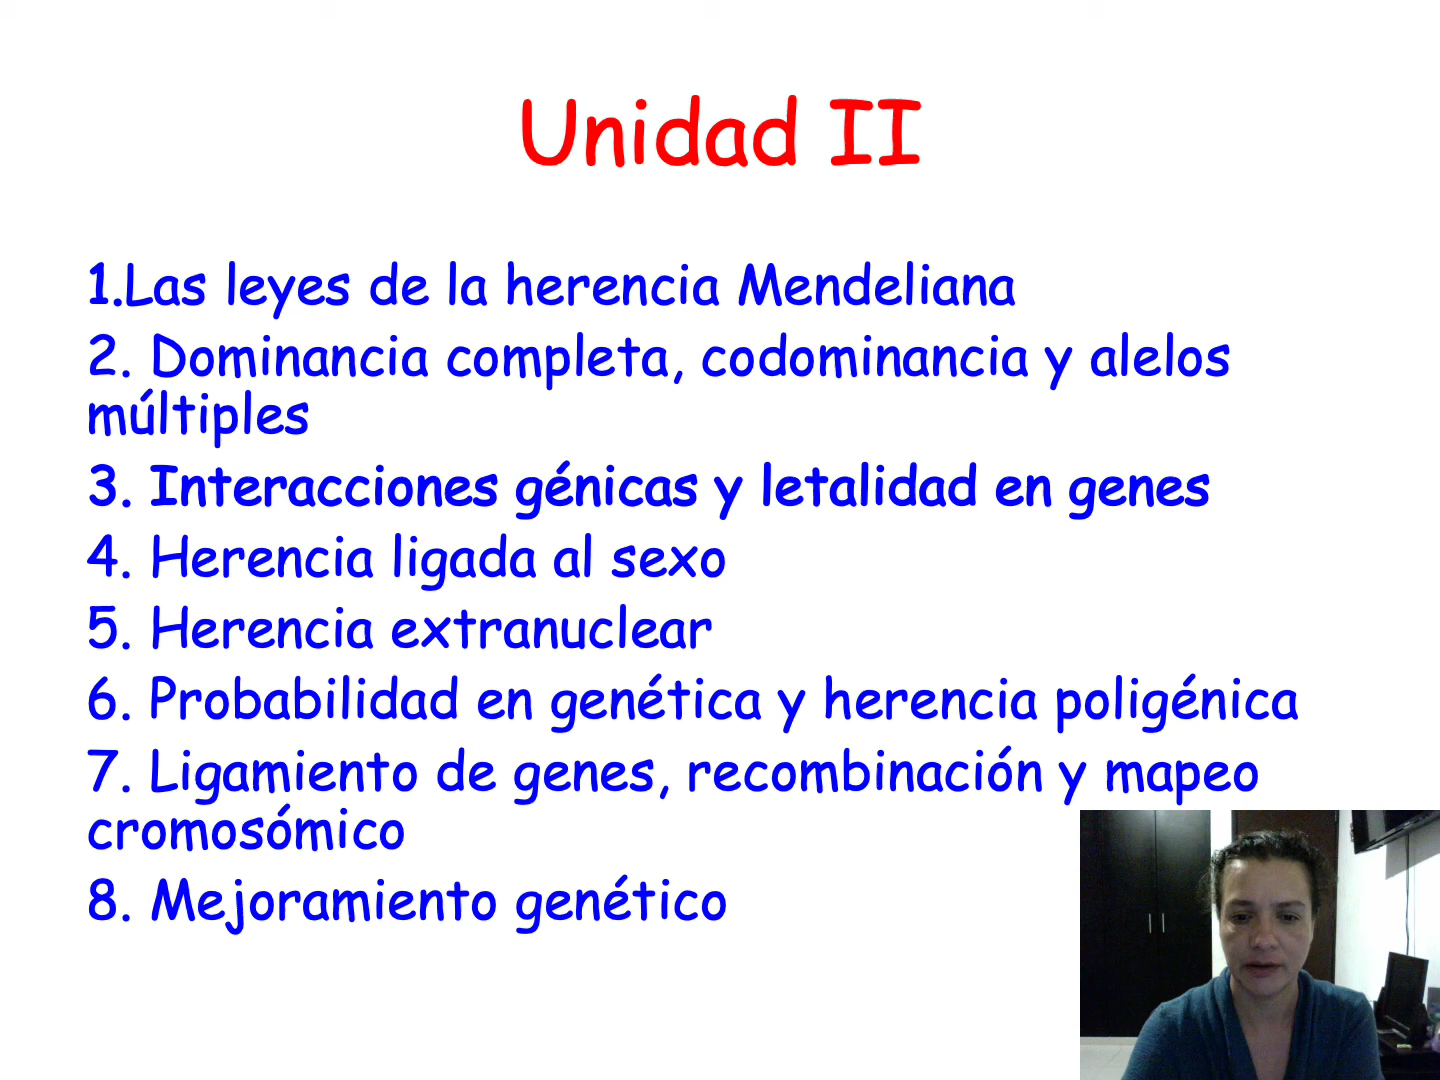 Unidad II
1.Las leyes de la herencia Mendeliana
2. Dominancia completa, codominancia y alelos
múltiples
3. Interacciones génicas y letalidad en genes
4. Herencia ligada al sexo
5. Herencia extranuclear
6. Probabilidad en genética y herencia poligénica
7. Ligamiento de genes, recombinación y mapeo
cromosómico
8. Mejoramiento genético